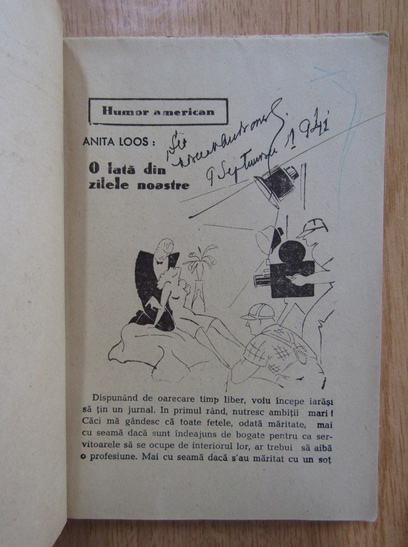 Humor american
ANITA LOOS :
O fată din
zilele noastre
9 Septembrie 1941
Dispunând de oarecare timp liber, voiu începe iarăși
să țin un jurnal. In primul rând, nutresc ambiții mari !
Căci mă gândesc că toate fetele, odată măritate, mai
cu seamă dacă sunt îndeajuns de bogate pentru ca ser-
vitoarele să se ocupe de interiorul lor, ar trebui să aibă
o profesiune. Mai cu seamă dacă s'au măritat cu un soț